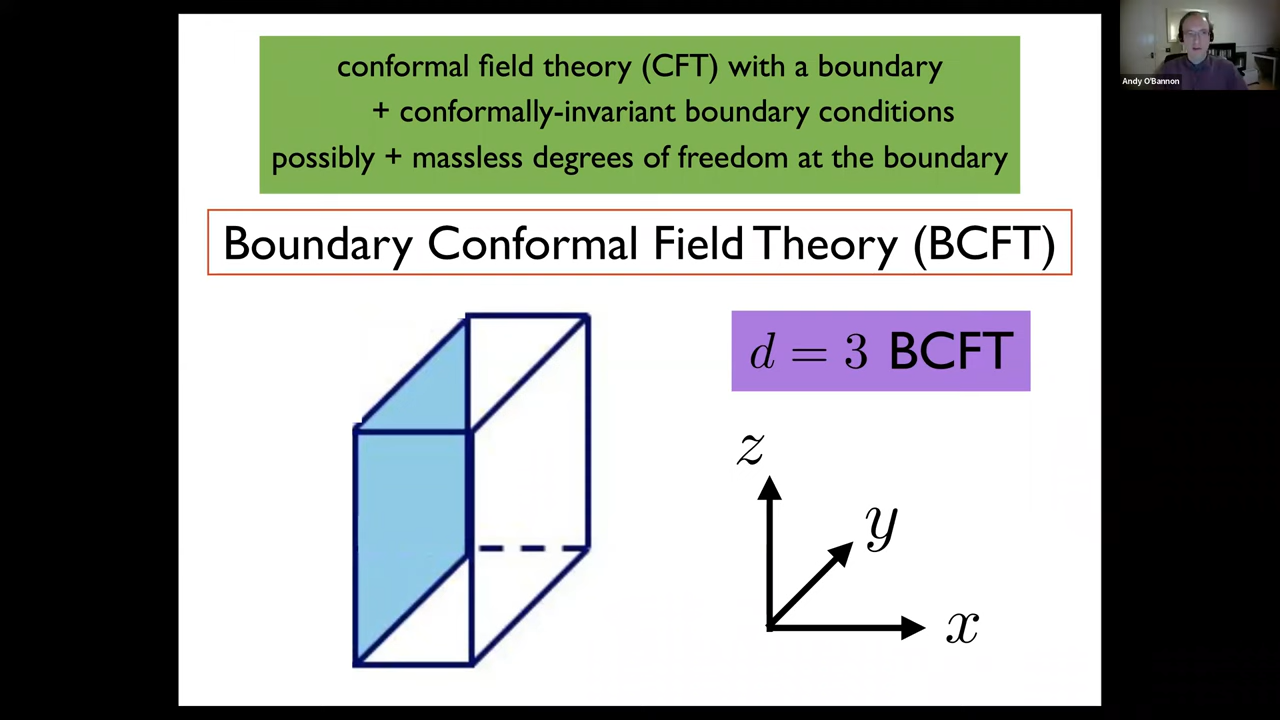 conformal field theory (CFT) with a boundary
+ conformally-invariant boundary conditions
possibly + massless degrees of freedom at the boundary
Boundary Conformal Field Theory (BCFT)
d = 3 BCFT
z
y
x
Andy O'Bannon